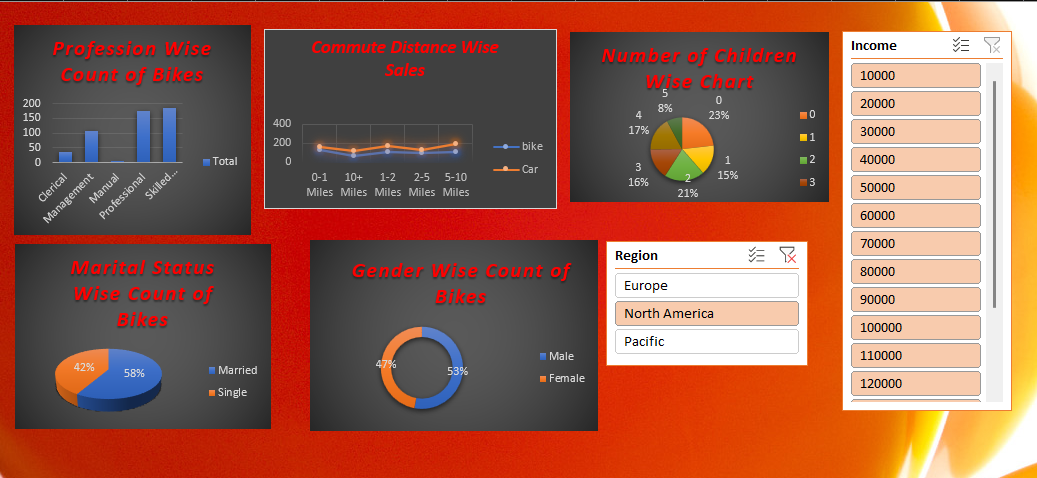 Profession Wise
Count of Bikes
200
150
100
50
0
Clerical
Management
Manual
Professional
Skilled...
Total
Commute Distance Wise
Sales
400
200
0
0-1
Miles
10+
Miles
1-2
Miles
2-5
Miles
5-10
Miles
bike
Car
Number of Children
Wise Chart
0
23%
1
15%
2
21%
3
16%
4
17%
5
8%
0
1
2
3
Income
10000
20000
30000
40000
50000
60000
70000
80000
90000
100000
110000
120000
Marital Status
Wise Count of
Bikes
42%
58%
Married
Single
Gender Wise Count of
Bikes
47%
53%
Male
Female
Region
Europe
North America
Pacific